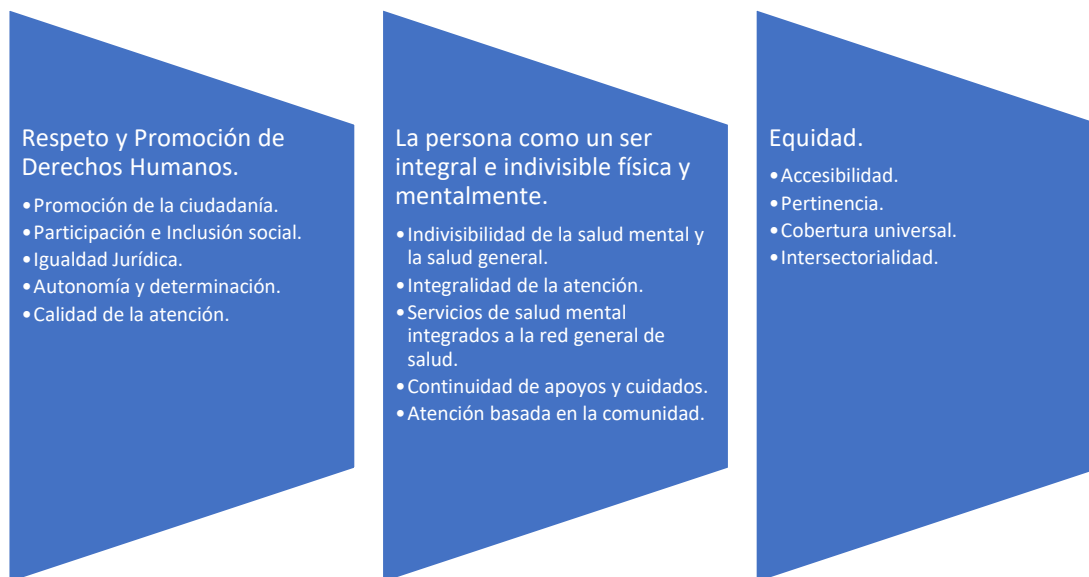 Respeto y Promoción de
Derechos Humanos.
•Promoción de la ciudadanía.
•Participación e Inclusión social.
•Igualdad Jurídica.
•Autonomía y determinación.
•Calidad de la atención.
La persona como un ser
integral e indivisible física y
mentalmente.
•Indivisibilidad de la salud mental y
la salud general.
•Integralidad de la atención.
•Servicios de salud mental
integrados a la red general de
salud.
•Continuidad de apoyos y cuidados.
•Atención basada en la comunidad.
Equidad.
•Accesibilidad.
•Pertinencia.
•Cobertura universal.
•Intersectorialidad.